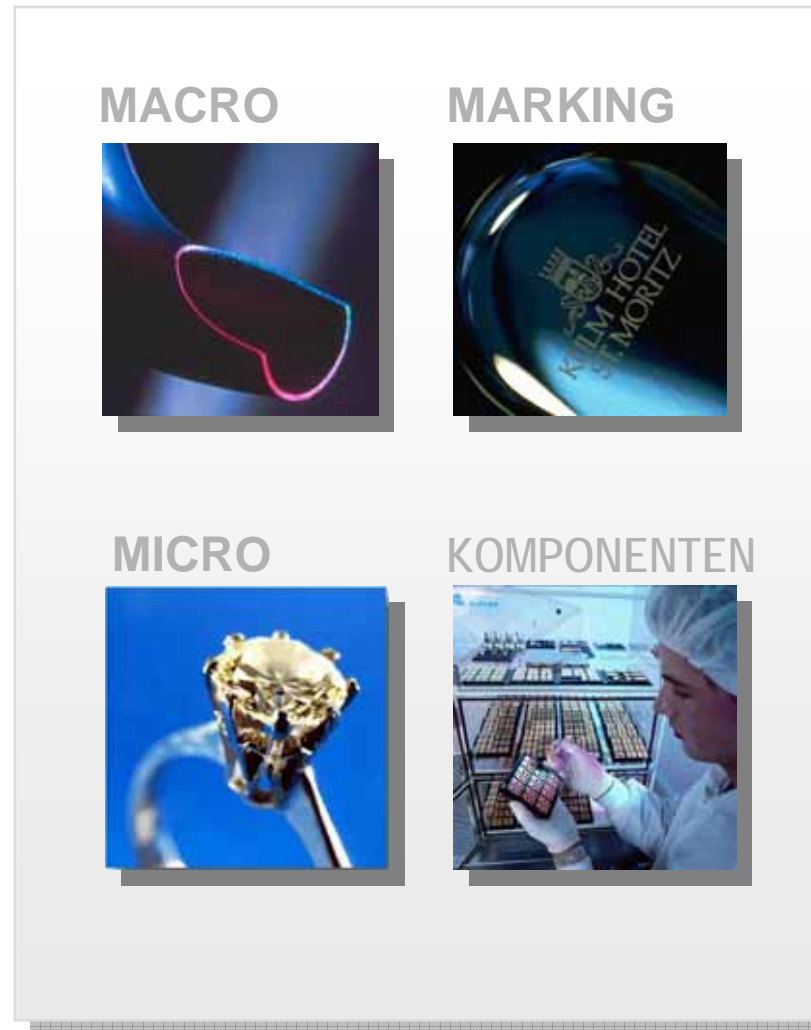 MACRO
MARKING
KULM HOTEL
ST. MORITZ
MICRO
KOMPONENTEN